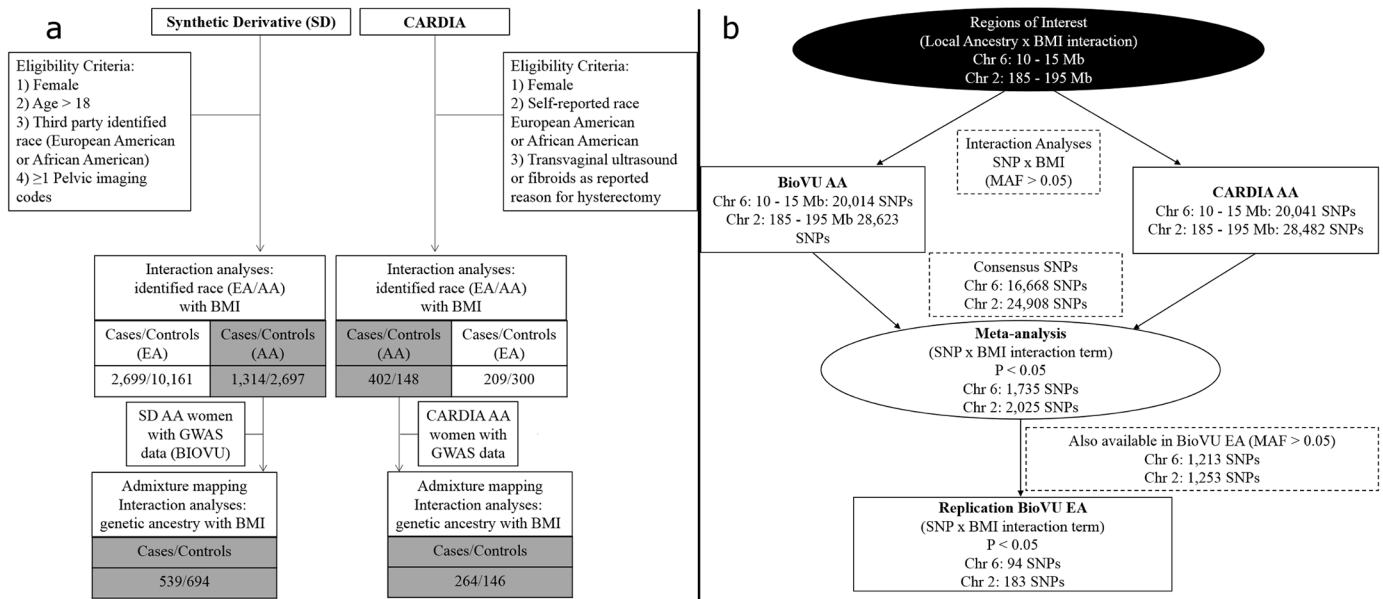 a
Synthetic Derivative (SD)
CARDIA
Eligibility Criteria:
1) Female
2) Age > 18
3) Third party identified
race (European American
or African American)
4) ≥1 Pelvic imaging
codes
Eligibility Criteria:
1) Female
2) Self-reported race
European American
or African American
3) Transvaginal ultrasound
or fibroids as reported
reason for hysterectomy
Interaction analyses:
identified race (EA/AA)
with BMI
Cases/Controls
(EA)
Cases/Controls
(AA)
2,699/10,161
1,314/2,697
Interaction analyses:
identified race (EA/AA)
with BMI
Cases/Controls
(AA)
Cases/Controls
(EA)
402/148
209/300
SD AA women
with GWAS
data (BIOVU)
CARDIA AA
women with
GWAS data
Admixture mapping
Interaction analyses:
genetic ancestry with BMI
Cases/Controls
539/694
Admixture mapping
Interaction analyses:
genetic ancestry with BMI
Cases/Controls
264/146
b
Regions of Interest
(Local Ancestry x BMI interaction)
Chr 6: 10 - 15 Mb
Chr 2: 185 - 195 Mb
Interaction Analyses
SNP x BMI
(MAF > 0.05)
BioVU AA
Chr 6: 10 - 15 Mb: 20,014 SNPs
Chr 2: 185 - 195 Mb 28,623
SNPs
CARDIA AA
Chr 6: 10 - 15 Mb: 20,041 SNPs
Chr 2: 185 - 195 Mb: 28,482 SNPs
Consensus SNPs
Chr 6: 16,668 SNPs
Chr 2: 24,908 SNPs
Meta-analysis
(SNP x BMI interaction term)
P < 0.05
Chr 6: 1,735 SNPs
Chr 2: 2,025 SNPs
Also available in BioVU EA (MAF > 0.05)
Chr 6: 1,213 SNPs
Chr 2: 1,253 SNPs
Replication BioVU EA
(SNP x BMI interaction term)
P < 0.05
Chr 6: 94 SNPs
Chr 2: 183 SNPs